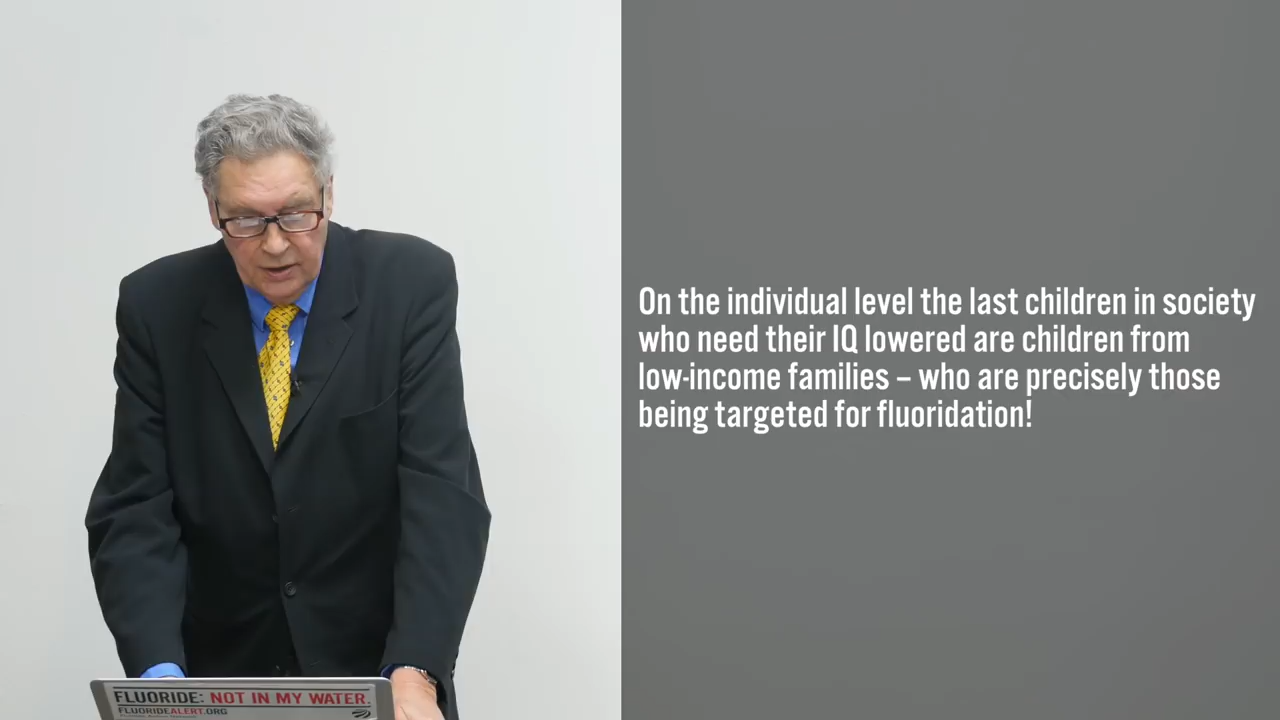 On the individual level the last children in society
who need their IQ lowered are children from
low-income families – who are precisely those
being targeted for fluoridation!
FLUORIDE: NOT IN MY WATER.
FLUORIDEALERT.ORG